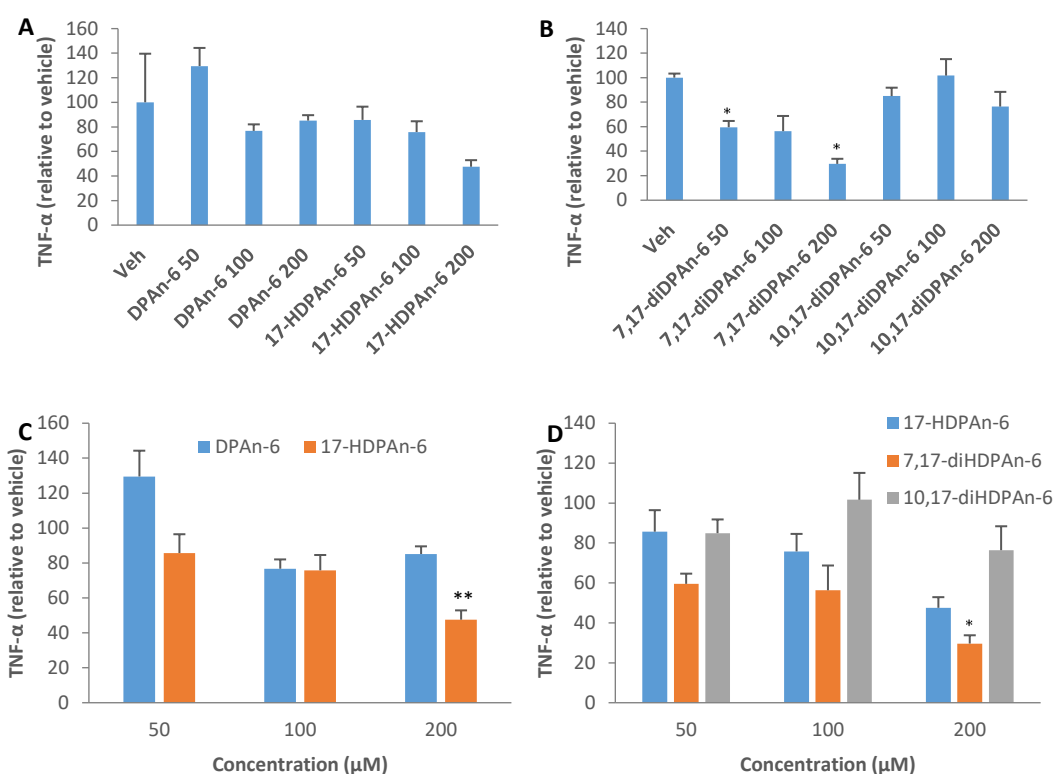 A
TNF-α (relative to vehicle)
160
140
120
100
80
60
40
20
0
Veh
DPAn-6 50
DPAn-6 100
DPAn-6 200
17-HDPAn-6 50
17-HDPAn-6 100
17-HDPAn-6 200
B
TNF-α (relative to vehicle)
140
120
100
80
60
40
20
0
*
*
Veh
7,17-diDPAn-6 50
7,17-diDPAn-6 100
7,17-diDPAn-6 200
10,17-diDPAn-6 50
10,17-diDPAn-6 100
10,17-diDPAn-6 200
C
DPAn-6
17-HDPAn-6
TNF-α (relative to vehicle)
160
140
120
100
80
60
40
20
0
**
50
100
200
Concentration (μM)
D
17-HDPAn-6
7,17-diHDPAn-6
10,17-diHDPAn-6
TNF-α (relative to vehicle)
140
120
100
80
60
40
20
0
*
50
100
200
Concentration (μM)